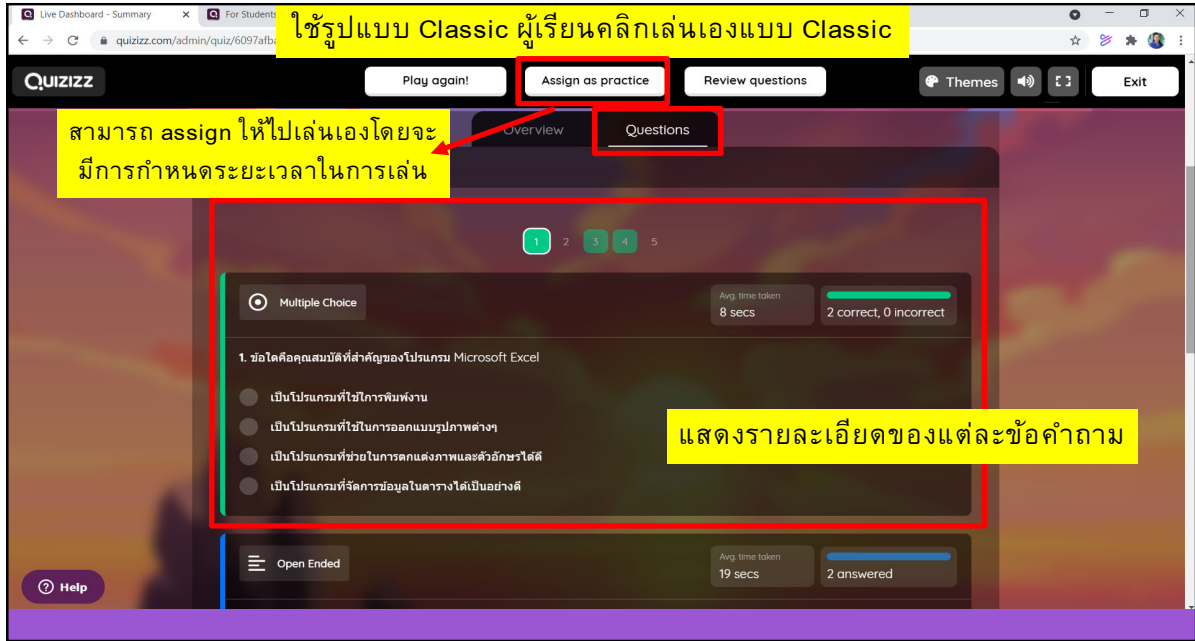 Live Dashboard - Summary
For Students
ใช้รูปแบบ Classic ผู้เรียนคลิกเล่นเองแบบ Classic
quizizz.com/admin/quiz/6097afba
Quizizz
Play again!
Assign as practice
Review questions
Themes
Exit
สามารถ assign ให้ไปเล่นเองโดยจะ
มีการกำหนดระยะเวลาในการเล่น
Overview
Questions
1 2 3 4 5
Multiple Choice
Avg. time taken
8 secs
2 correct, 0 incorrect
1. ข้อใดคือคุณสมบัติที่สำคัญของโปรแกรม Microsoft Excel
เป็นโปรแกรมที่ใช้ใการพิมพ์งาน
เป็นโปรแกรมที่ใช้ในการออกแบบรูปภาพต่างๆ
เป็นโปรแกรมที่ช่วยในการตกแต่งภาพและตัวอักษรได้ดี
เป็นโปรแกรมที่จัดการข้อมูลในตารางได้เป็นอย่างดี
แสดงรายละเอียดของแต่ละข้อคำถาม
Open Ended
Avg. time taken
19 secs
2 answered
Help